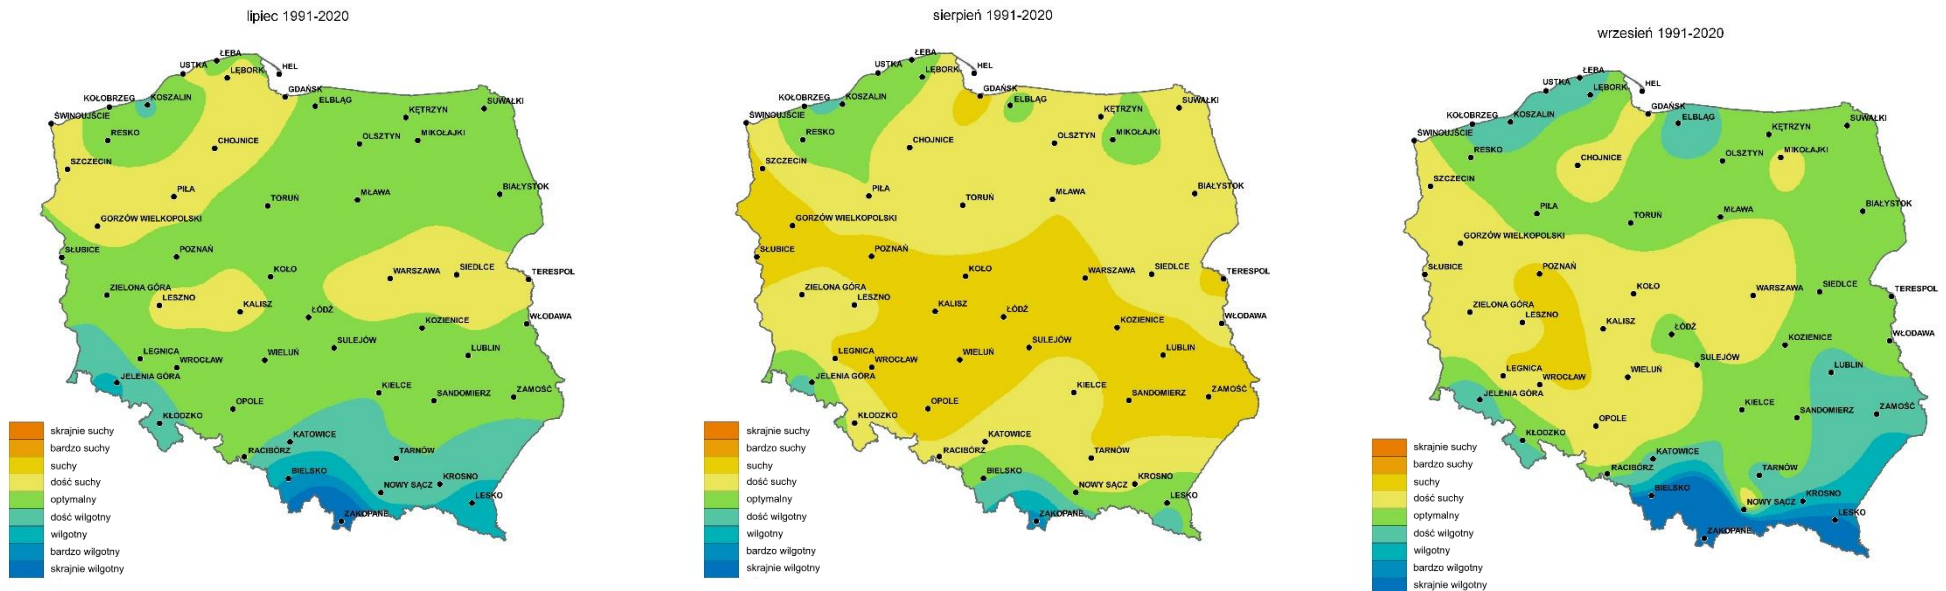 lipiec 1991-2020
ŁEBA
USTKA
HEL
LĘBORK
KOŁOBRZEG
KOSZALIN
GDAŃSK
ELBLĄG
SUWAŁKI
ŚWINOUJŚCIE
KĘTRZYN
RESKO
OLSZTYN
MIKOŁAJKI
CHOJNICE
SZCZECIN
PIŁA
TORUŃ
MŁAWA
BIAŁYSTOK
GORZÓW WIELKOPOLSKI
SŁUBICE
POZNAŃ
KOŁO
WARSZAWA
SIEDLCE
TERESPOL
ZIELONA GÓRA
LESZNO
KALISZ
ŁÓDŹ
KOZIENICE
WŁODAWA
SULEJÓW
LEGNICA
WROCŁAW
WIELUŃ
LUBLIN
JELENIA GÓRA
KIELCE
SANDOMIERZ
ZAMOŚĆ
OPOLE
KŁODZKO
KATOWICE
RACIBÓRZ
TARNÓW
BIELSKO
KROSNO
NOWY SĄCZ
LESKO
ZAKOPANE
skrajnie suchy
bardzo suchy
suchy
dość suchy
optymalny
dość wilgotny
wilgotny
bardzo wilgotny
skrajnie wilgotny
sierpień 1991-2020
ŁEBA
USTKA
HEL
LĘBORK
KOŁOBRZEG
KOSZALIN
GDAŃSK
ELBLĄG
SUWAŁKI
ŚWINOUJŚCIE
KĘTRZYN
RESKO
OLSZTYN
MIKOŁAJKI
CHOJNICE
SZCZECIN
PIŁA
TORUŃ
MŁAWA
BIAŁYSTOK
GORZÓW WIELKOPOLSKI
SŁUBICE
POZNAŃ
KOŁO
WARSZAWA
SIEDLCE
TERESPOL
ZIELONA GÓRA
LESZNO
KALISZ
ŁÓDŹ
KOZIENICE
WŁODAWA
SULEJÓW
LEGNICA
WROCŁAW
WIELUŃ
LUBLIN
JELENIA GÓRA
KIELCE
SANDOMIERZ
ZAMOŚĆ
OPOLE
KŁODZKO
KATOWICE
RACIBÓRZ
TARNÓW
BIELSKO
KROSNO
NOWY SĄCZ
LESKO
ZAKOPANE
skrajnie suchy
bardzo suchy
suchy
dość suchy
optymalny
dość wilgotny
wilgotny
bardzo wilgotny
skrajnie wilgotny
wrzesień 1991-2020
ŁEBA
USTKA
HEL
LĘBORK
KOŁOBRZEG
KOSZALIN
GDAŃSK
ELBLĄG
SUWAŁKI
ŚWINOUJŚCIE
KĘTRZYN
RESKO
OLSZTYN
MIKOŁAJKI
CHOJNICE
SZCZECIN
PIŁA
TORUŃ
MŁAWA
BIAŁYSTOK
GORZÓW WIELKOPOLSKI
SŁUBICE
POZNAŃ
KOŁO
WARSZAWA
SIEDLCE
TERESPOL
ZIELONA GÓRA
LESZNO
KALISZ
ŁÓDŹ
KOZIENICE
WŁODAWA
SULEJÓW
LEGNICA
WROCŁAW
WIELUŃ
LUBLIN
JELENIA GÓRA
KIELCE
SANDOMIERZ
ZAMOŚĆ
OPOLE
KŁODZKO
KATOWICE
RACIBÓRZ
TARNÓW
BIELSKO
KROSNO
NOWY SĄCZ
LESKO
ZAKOPANE
skrajnie suchy
bardzo suchy
suchy
dość suchy
optymalny
dość wilgotny
wilgotny
bardzo wilgotny
skrajnie wilgotny